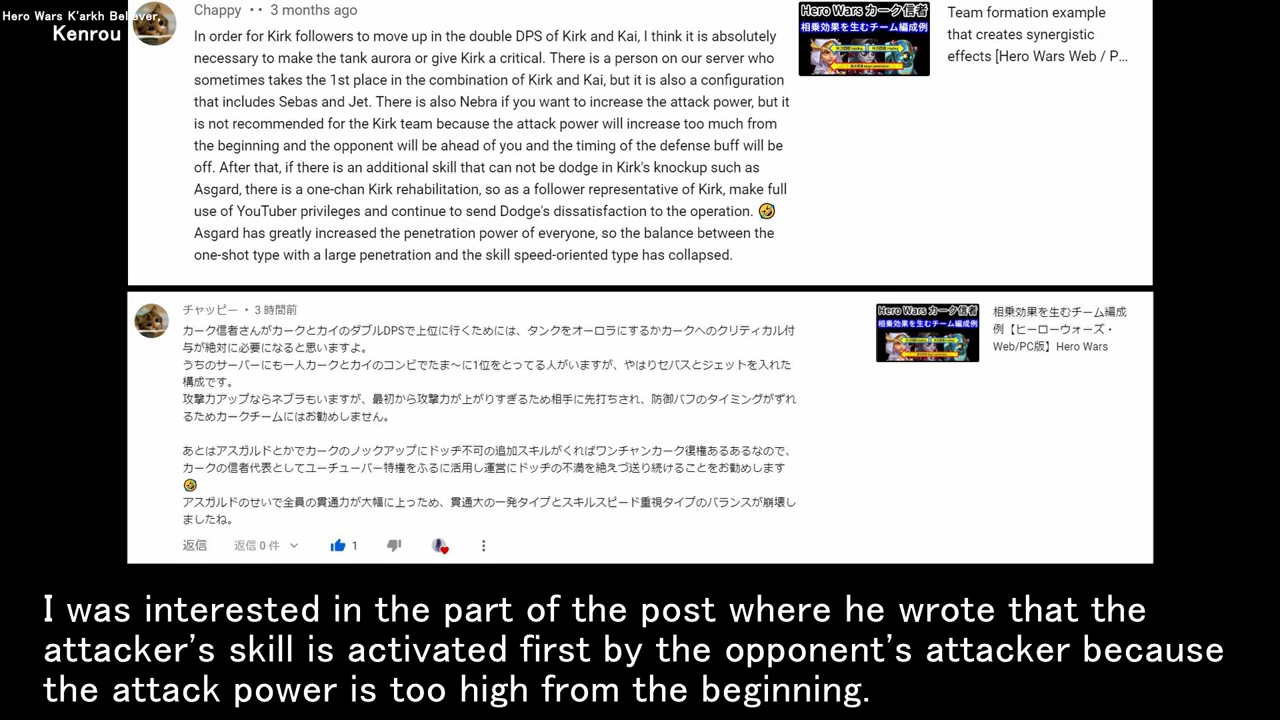 Hero Wars K'arkh Believer,
Kenrou
Chappy •• 3 months ago
In order for Kirk followers to move up in the double DPS of Kirk and Kai, I think it is absolutely
necessary to make the tank aurora or give Kirk a critical. There is a person on our server who
sometimes takes the 1st place in the combination of Kirk and Kai, but it is also a configuration
that includes Sebas and Jet. There is also Nebra if you want to increase the attack power, but it
is not recommended for the Kirk team because the attack power will increase too much from
the beginning and the opponent will be ahead of you and the timing of the defense buff will be
off. After that, if there is an additional skill that can not be dodge in Kirk's knockup such as
Asgard, there is a one-chan Kirk rehabilitation, so as a follower representative of Kirk, make full
use of YouTuber privileges and continue to send Dodge's dissatisfaction to the operation. 🤣
Asgard has greatly increased the penetration power of everyone, so the balance between the
one-shot type with a large penetration and the skill speed-oriented type has collapsed.
Hero Wars カーク信者
相乗効果を生むチーム編成例
Team formation example
that creates synergistic
effects [Hero Wars Web / P...
チャッピー • 3 時間前
カーク信者さんがカークとカイのダブルDPSで上位に行くためには、タンクをオーロラにするかカークへのクリティカル付
与が絶対に必要になると思いますよ。
うちのサーバーにも一人カークとカイのコンビでたま〜に1位をとってる人がいますが、やはりセバスとジェットを入れた
構成です。
攻撃力アップならネブラもいますが、最初から攻撃力が上がりすぎるため相手に先打ちされ、防御バフのタイミングがずれ
るためカークチームにはお勧めしません。
あとはアスガルドとかでカークのノックアップにドッヂ不可の追加スキルがくればワンチャンカーク復権あるあるなので、
カークの信者代表としてユーチューバー特権をふるに活用し運営にドッヂの不満を絶えづ送り続けることをお勧めします
🤣
アスガルドのせいで全員の貫通力が大幅に上ったため、貫通大の一発タイプとスキルスピード重視タイプのバランスが崩壊し
ましたね。
返信 返信 0 件 1
Hero Wars カーク信者
相乗効果を生むチーム編成例
相乗効果を生むチーム編成
例【ヒーローウォーズ・
Web/PC版】Hero Wars
I was interested in the part of the post where he wrote that the
attacker's skill is activated first by the opponent's attacker because
the attack power is too high from the beginning.